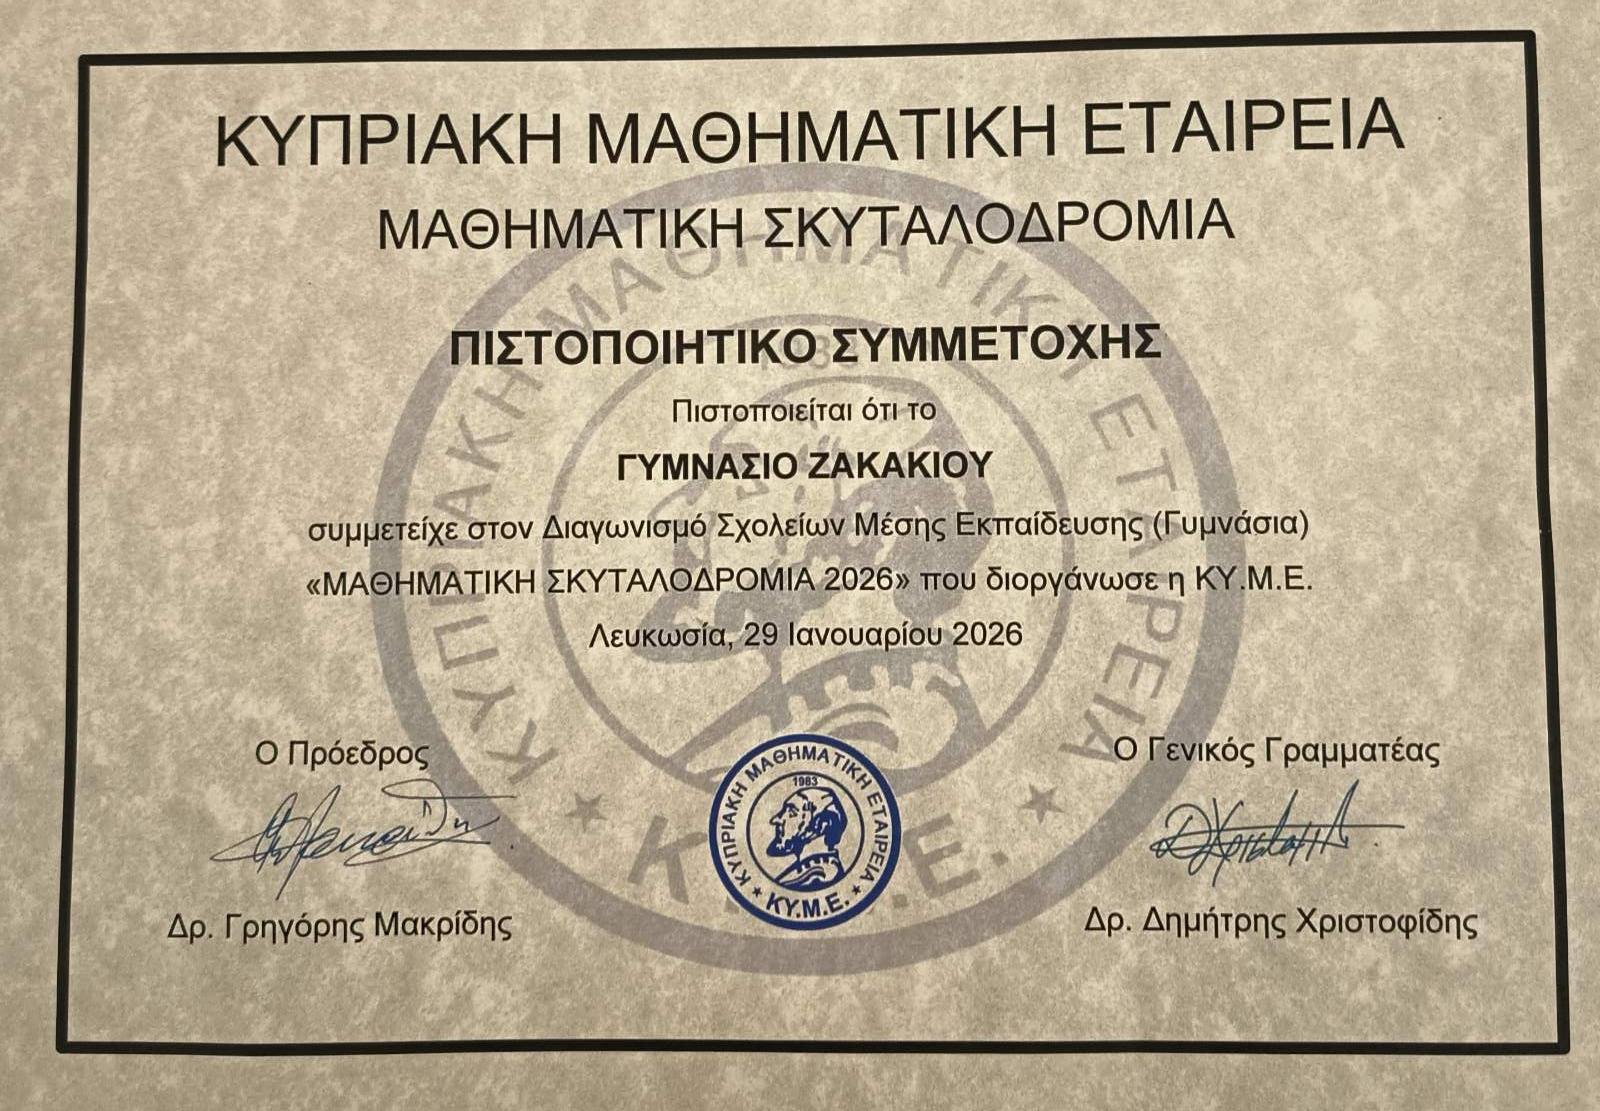 ΚΥΠΡΙΑΚΗ ΜΑΘΗΜΑΤΙΚΗ ΕΤΑΙΡΕΙΑ
ΜΑΘΗΜΑΤΙΚΗ ΣΚΥΤΑΛΟΔΡΟΜΙΑ
ΠΙΣΤΟΠΟΙΗΤΙΚΟ ΣΥΜΜΕΤΟΧΗΣ
Πιστοποιείται ότι το
ΓΥΜΝΑΣΙΟ ΖΑΚΑΚΙΟΥ
συμμετείχε στον Διαγωνισμό Σχολείων Μέσης Εκπαίδευσης (Γυμνάσια)
«ΜΑΘΗΜΑΤΙΚΗ ΣΚΥΤΑΛΟΔΡΟΜΙΑ 2026» που διοργάνωσε η ΚΥ.Μ.Ε.
Λευκωσία, 29 Ιανουαρίου 2026
Ο Πρόεδρος
Ο Γενικός Γραμματέας
ΚΥΠΡΙΑΚΗ ΜΑΘΗΜΑΤΙΚΗ ΕΤΑΙΡΕΙΑ
1983
ΚΥ.Μ.Ε.
Δρ. Γρηγόρης Μακρίδης
Δρ. Δημήτρης Χριστοφίδης